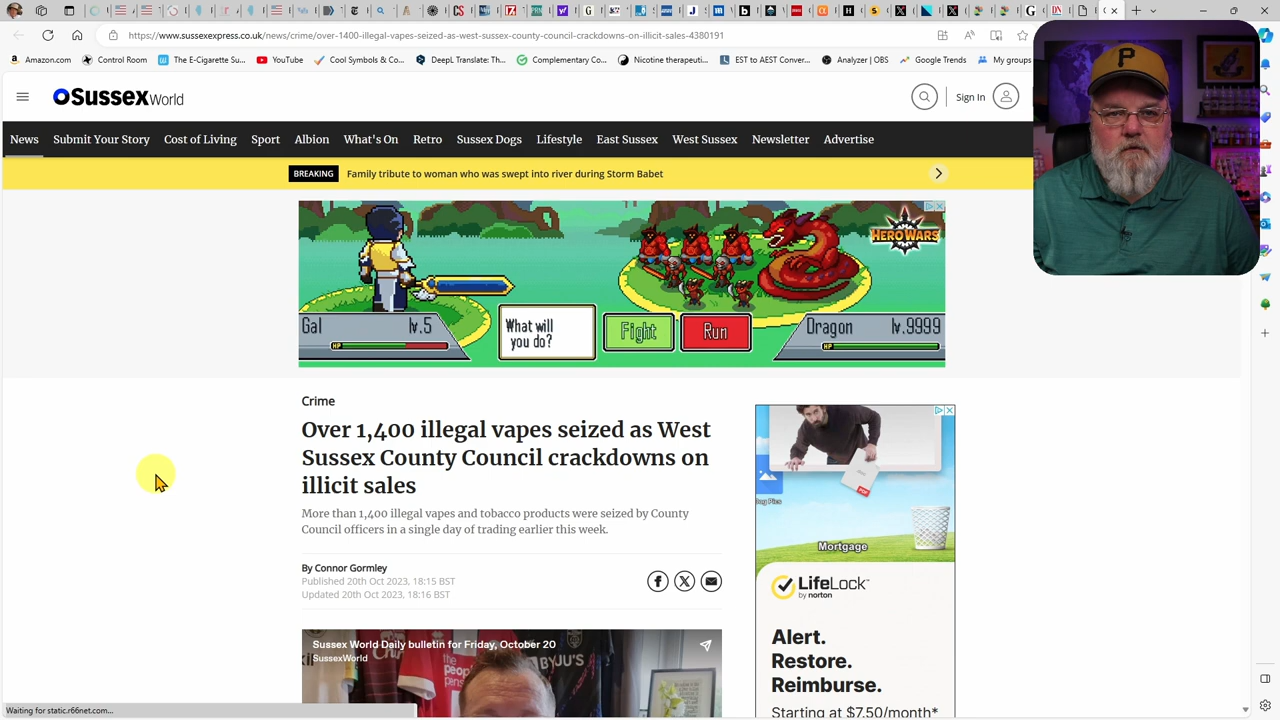 https://www.sussexexpress.co.uk/news/crime/over-1400-illegal-vapes-seized-as-west-sussex-county-council-crackdowns-on-illicit-sales-4380191
Amazon.com
Control Room
The E-Cigarette Su...
YouTube
Cool Symbols & Co...
DeepL Translate: Th...
Complementary Co...
Nicotine therapeuti...
EST to AEST Conver...
Analyzer | OBS
Google Trends
My groups
SussexWorld
Sign In
News Submit Your Story Cost of Living Sport Albion What's On Retro Sussex Dogs Lifestyle East Sussex West Sussex Newsletter Advertise
BREAKING Family tribute to woman who was swept into river during Storm Babet
HERO WARS
Gal lv.5
HP
What will
you do?
Fight
Run
Dragon lv.9999
HP
Crime
Over 1,400 illegal vapes seized as West
Sussex County Council crackdowns on
illicit sales
More than 1,400 illegal vapes and tobacco products were seized by County
Council officers in a single day of trading earlier this week.
By Connor Gormley
Published 20th Oct 2023, 18:15 BST
Updated 20th Oct 2023, 18:16 BST
Sussex World Daily bulletin for Friday, October 20
SussexWorld
BYJU'S
PDF
Mortgage
LifeLock
by norton
Alert.
Restore.
Reimburse.
Starting at $7.50/month*
Waiting for static.r66net.com...
P